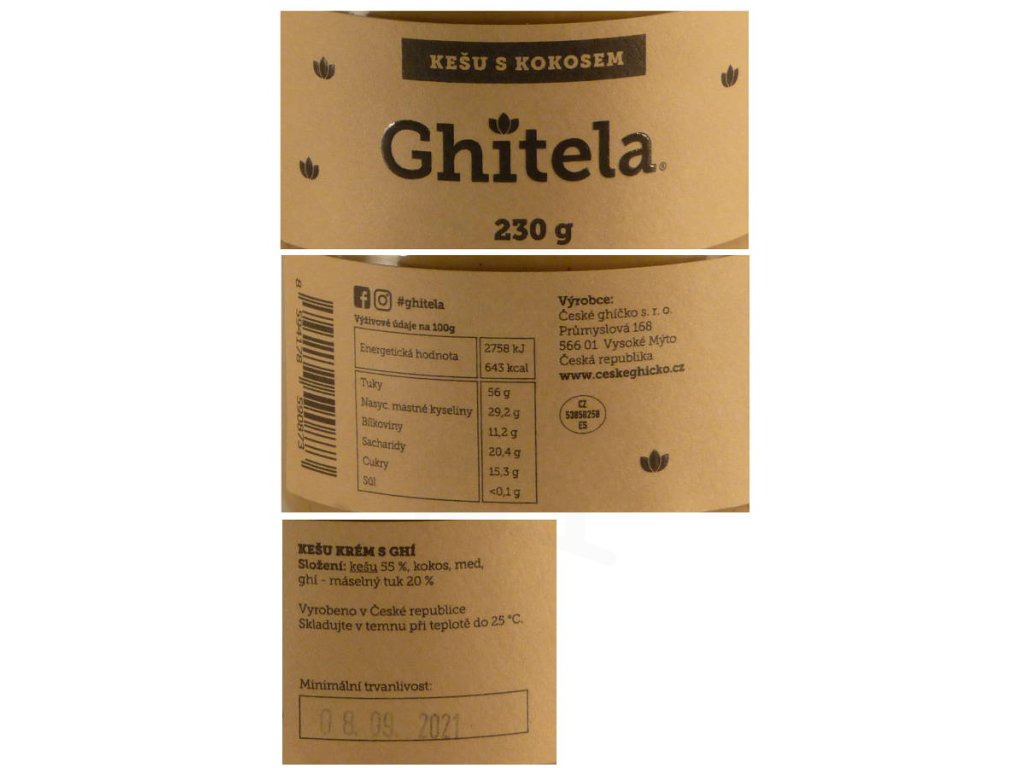 KEŠU S KOKOSEM
Ghitela®
230 g
8 594178 590873
#ghitela
Výživové údaje na 100g
Energetická hodnota 2758 kJ
643 kcal
Tuky 56 g
Nasyc. mastné kyseliny 29,2 g
Bílkoviny 11,2 g
Sacharidy 20,4 g
Cukry 15,3 g
Sůl <0,1 g
Výrobce:
České ghíčko s. r. o.
Průmyslová 168
566 01 Vysoké Mýto
Česká republika
www.ceskeghicko.cz
CZ
53858258
ES
KEŠU KRÉM S GHÍ
Složení: kešu 55 %, kokos, med,
ghí - máselný tuk 20 %
Vyrobeno v České republice
Skladujte v temnu při teplotě do 25 °C.
Minimální trvanlivost:
08. 09. 2021